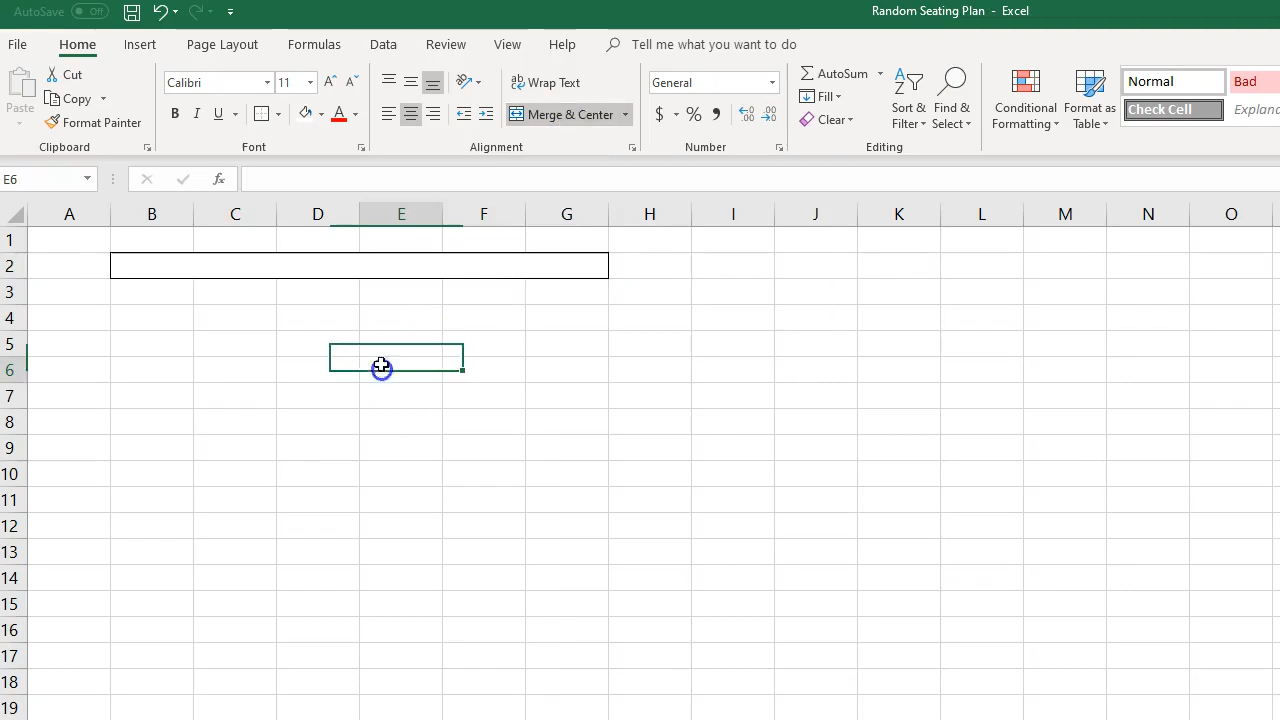 AutoSave Off Random Seating Plan - Excel
File Home Insert Page Layout Formulas Data Review View Help Tell me what you want to do
Paste
Cut
Copy
Format Painter
Clipboard
Calibri 11
B I U A
Font
Wrap Text
Merge & Center
Alignment
General
$ % ,
Number
AutoSum
Fill
Clear
Sort & Filter
Find & Select
Editing
Conditional Formatting
Format as Table
Normal Bad
Check Cell
E6 fx
A B C D E F G H I J K L M N O
1
2
3
4
5
6
7
8
9
10
11
12
13
14
15
16
17
18
19